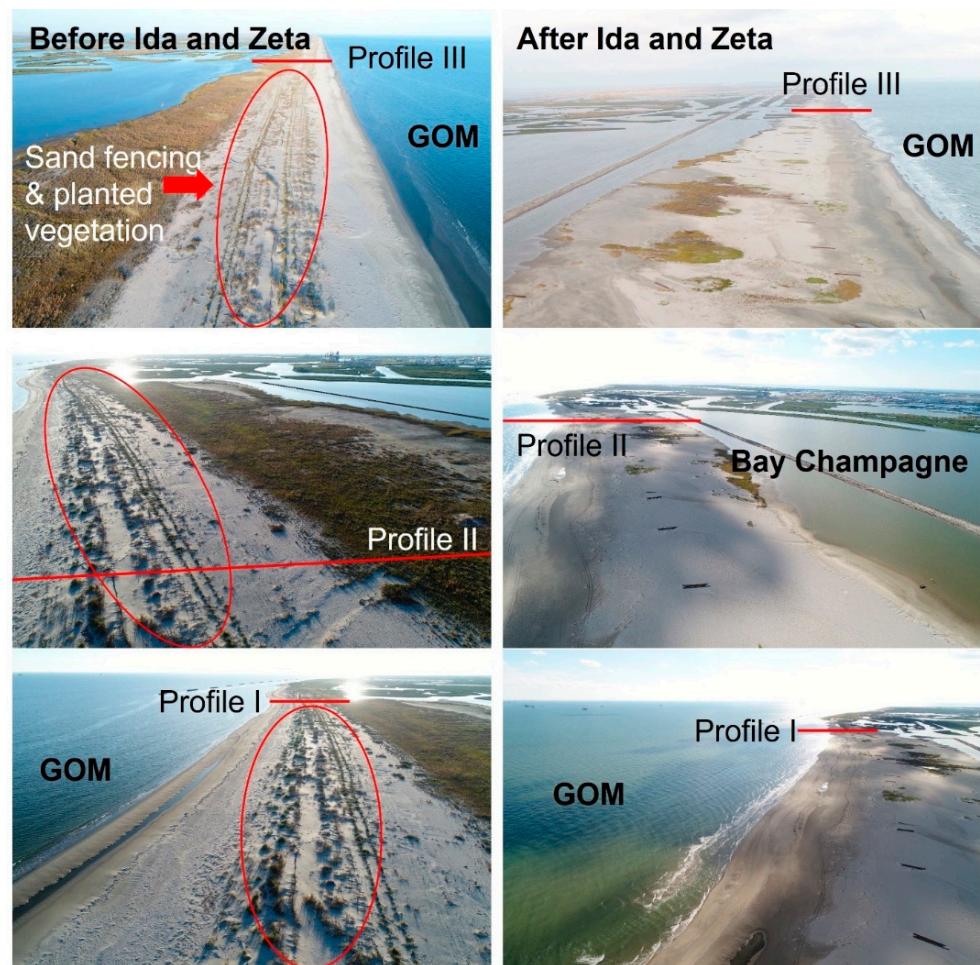 Before Ida and Zeta
Profile III
GOM
Sand fencing
& planted
vegetation
After Ida and Zeta
Profile III
GOM
Profile II
Profile II
Bay Champagne
Profile I
GOM
Profile I
GOM